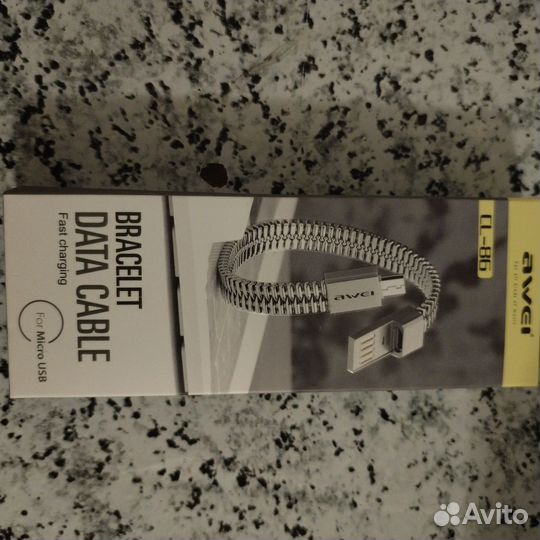 awei
CL-86
awei
BRACELET
DATA CABLE
Fast charging
For Micro USB
Avito